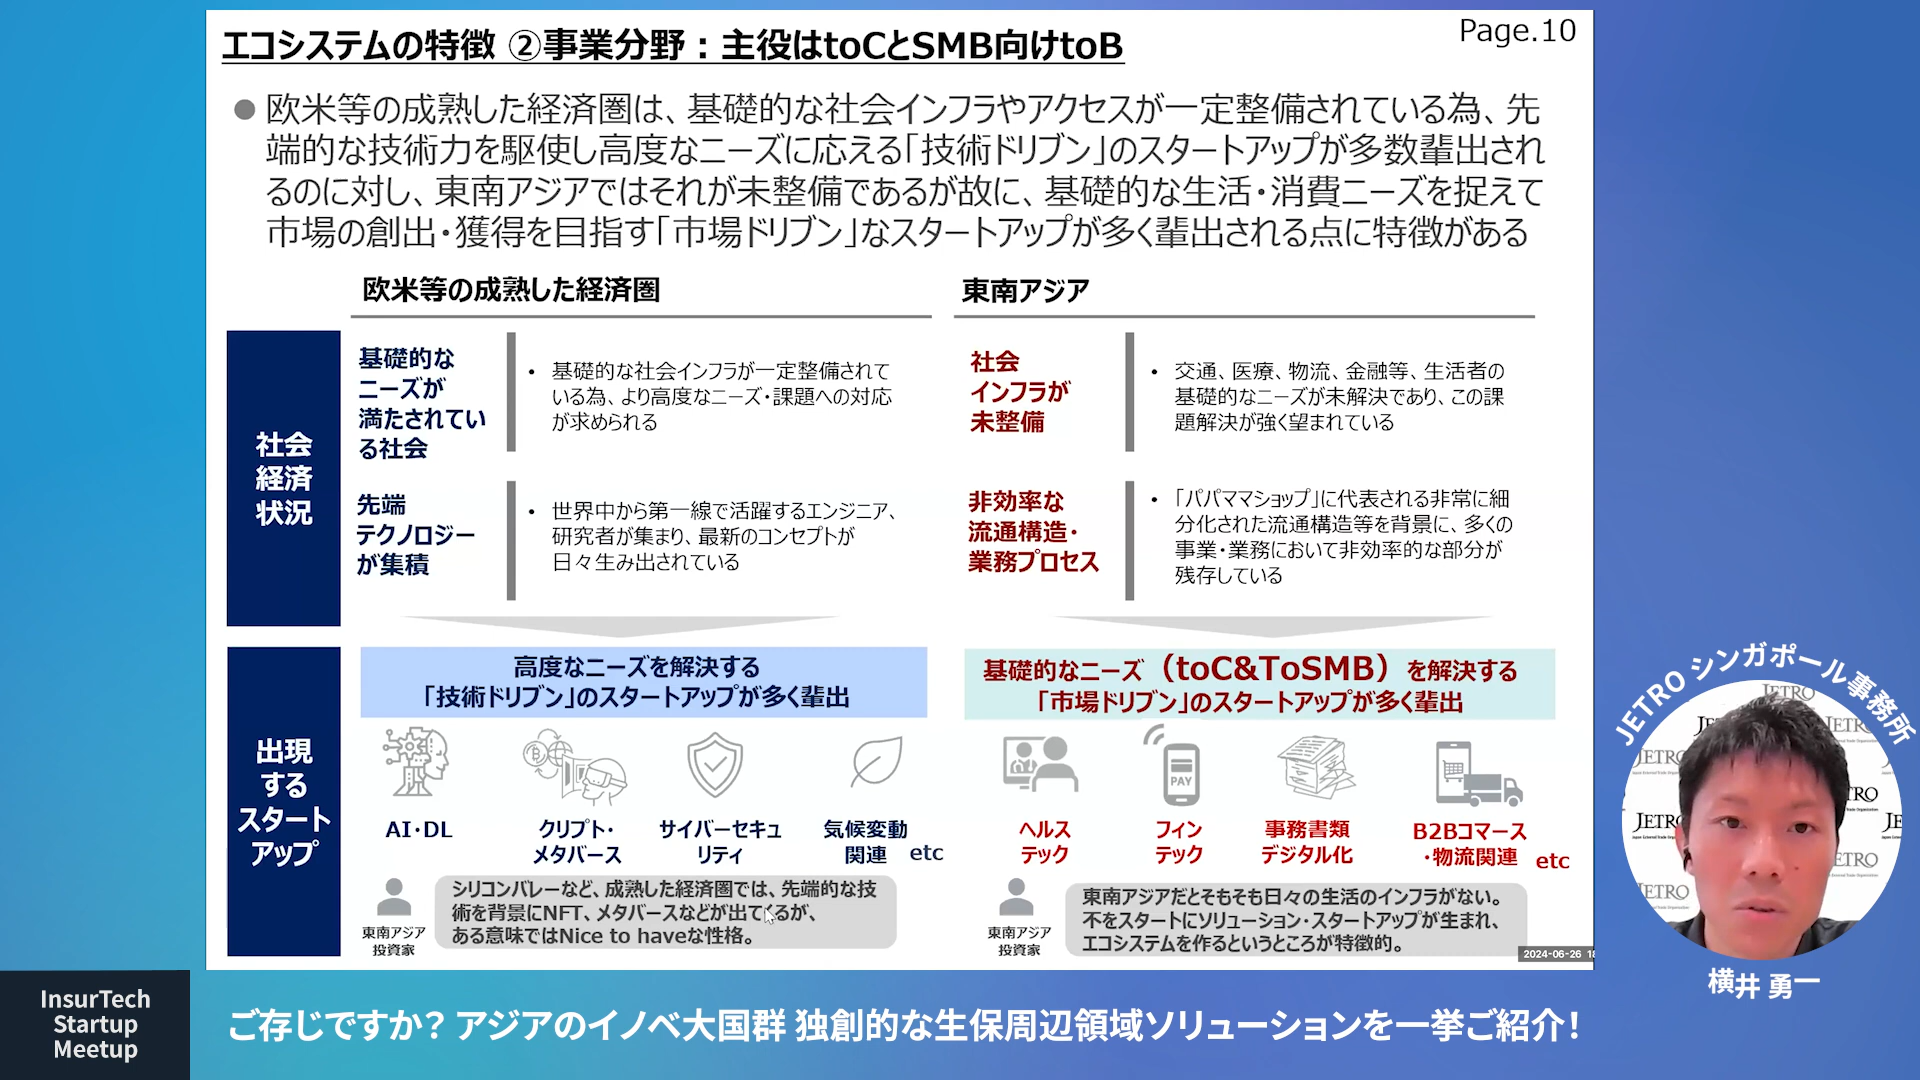 エコシステムの特徴 ②事業分野：主役はtoCとSMB向けtoB
Page.10
● 欧米等の成熟した経済圏は、基礎的な社会インフラやアクセスが一定整備されている為、先
端的な技術力を駆使し高度なニーズに応える「技術ドリブン」のスタートアップが多数輩出され
るのに対し、東南アジアではそれが未整備であるが故に、基礎的な生活・消費ニーズを捉えて
市場の創出・獲得を目指す「市場ドリブン」なスタートアップが多く輩出される点に特徴がある
欧米等の成熟した経済圏
東南アジア
社会
経済
状況
基礎的な
ニーズが
満たされてい
る社会
• 基礎的な社会インフラが一定整備されて
いる為、より高度なニーズ・課題への対応
が求められる
社会
インフラが
未整備
• 交通、医療、物流、金融等、生活者の
基礎的なニーズが未解決であり、この課
題解決が強く望まれている
先端
テクノロジー
が集積
• 世界中から第一線で活躍するエンジニア、
研究者が集まり、最新のコンセプトが
日々生み出されている
非効率な
流通構造・
業務プロセス
• 「パパママショップ」に代表される非常に細
分化された流通構造等を背景に、多くの
事業・業務において非効率的な部分が
残存している
出現
する
スタート
アップ
高度なニーズを解決する
「技術ドリブン」のスタートアップが多く輩出
基礎的なニーズ（toC&ToSMB）を解決する
「市場ドリブン」のスタートアップが多く輩出
PAY
AI・DL
クリプト・
メタバース
サイバーセキュ
リティ
気候変動
関連
etc
ヘルス
テック
フィン
テック
事務書類
デジタル化
B2Bコマース
・物流関連
etc
東南アジア
投資家
シリコンバレーなど、成熟した経済圏では、先端的な技
術を背景にNFT、メタバースなどが出てくるが、
ある意味ではNice to haveな性格。
東南アジア
投資家
東南アジアだとそもそも日々の生活のインフラがない。
不をスタートにソリューション・スタートアップが生まれ、
エコシステムを作るというところが特徴的。
2024-06-26
JETRO シンガポール事務所
JETRO
横井 勇一
InsurTech
Startup
Meetup
ご存じですか？ アジアのイノベ大国群 独創的な生保周辺領域ソリューションを一挙ご紹介！